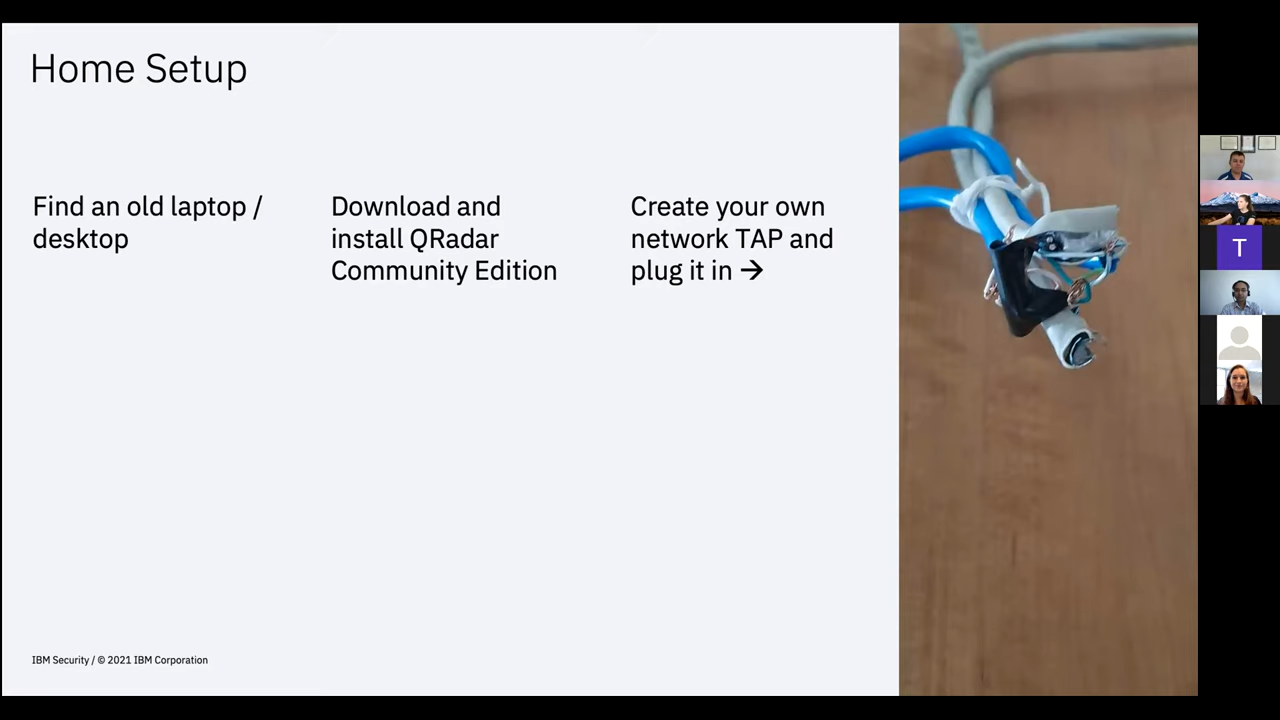 Home Setup
Find an old laptop /
desktop
Download and
install QRadar
Community Edition
Create your own
network TAP and
plug it in →
IBM Security / © 2021 IBM Corporation
T